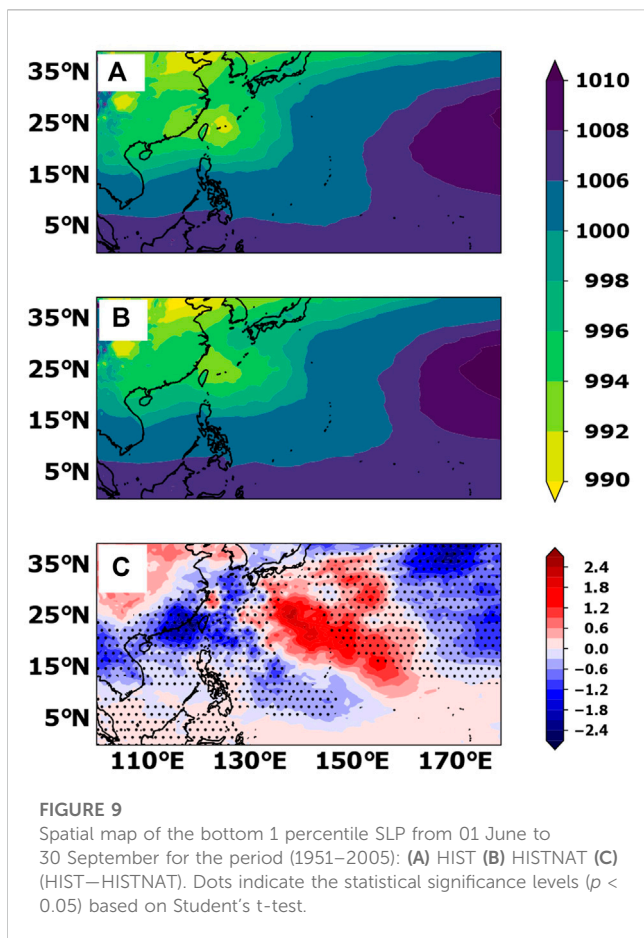 A
35°N
25°N
15°N
5°N
B
35°N
25°N
15°N
5°N
1010
1008
1006
1000
998
996
994
992
990
C
35°N
25°N
15°N
5°N
110°E 130°E 150°E 170°E
2.4
1.8
1.2
0.6
0.0
−0.6
−1.2
−1.8
−2.4
FIGURE 9
Spatial map of the bottom 1 percentile SLP from 01 June to
30 September for the period (1951–2005): (A) HIST (B) HISTNAT (C)
(HIST—HISTNAT). Dots indicate the statistical significance levels (p <
0.05) based on Student's t-test.